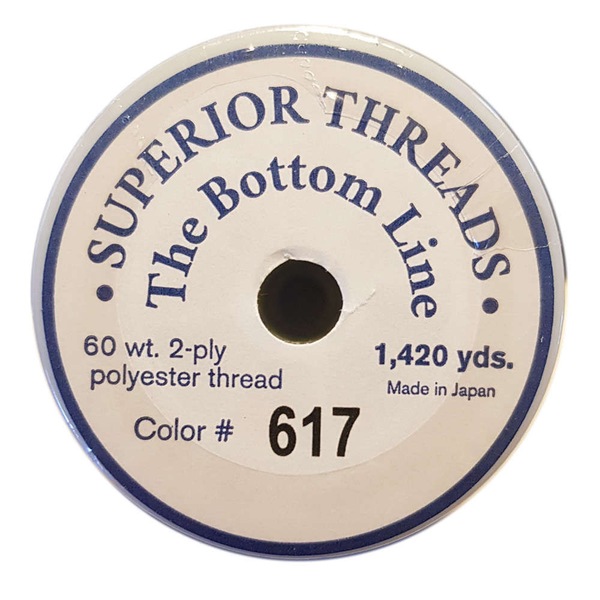 • SUPERIOR THREADS •
The Bottom Line
60 wt. 2-ply
polyester thread
1,420 yds.
Made in Japan
Color # 617